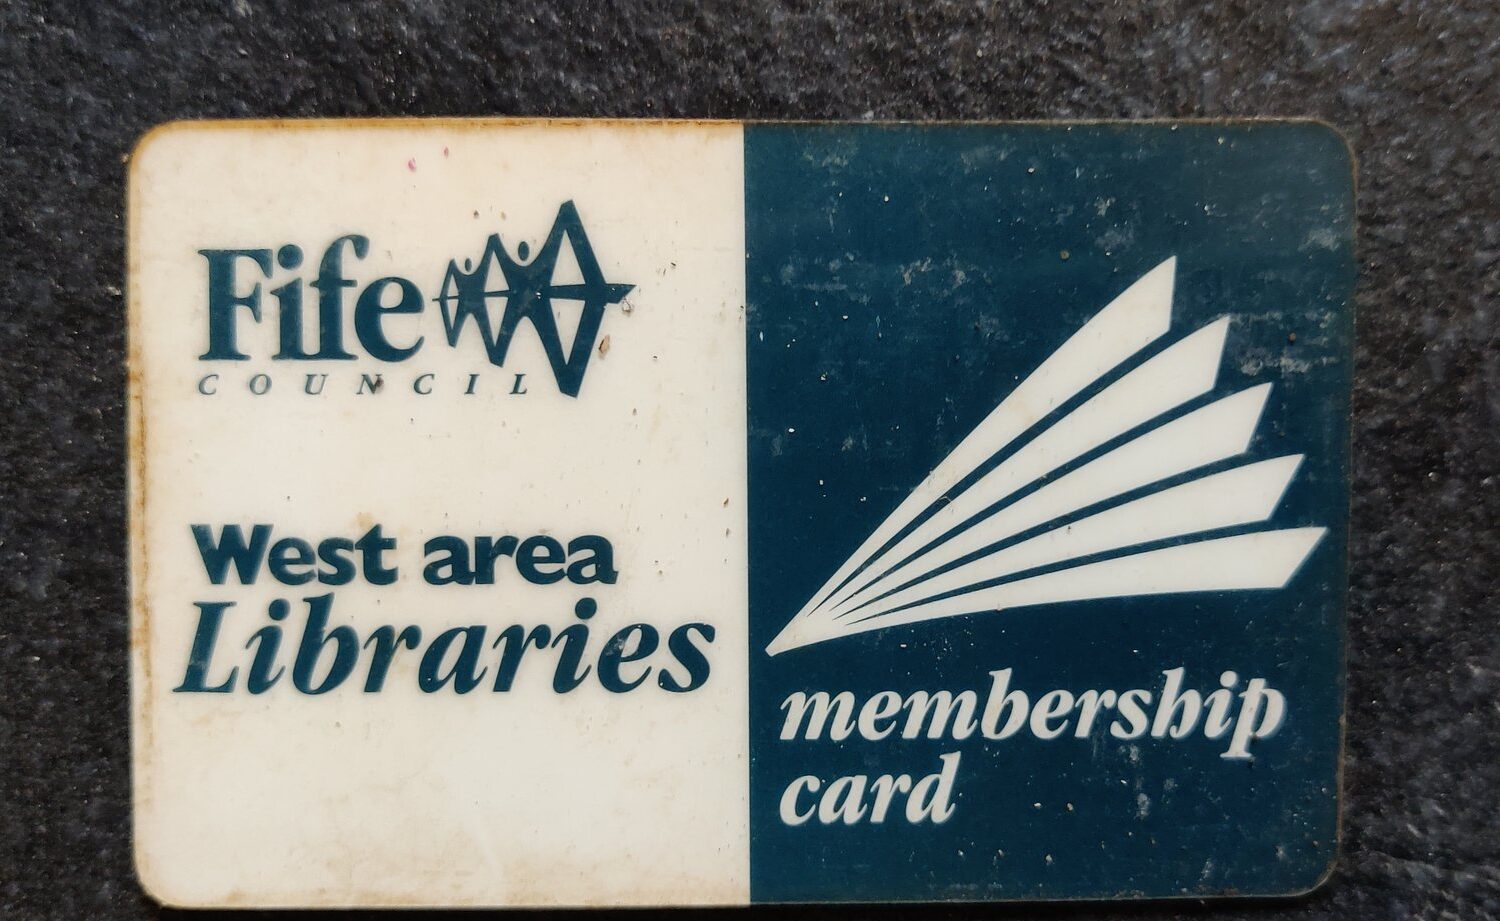 Fife
COUNCIL
West area
Libraries
membership
card